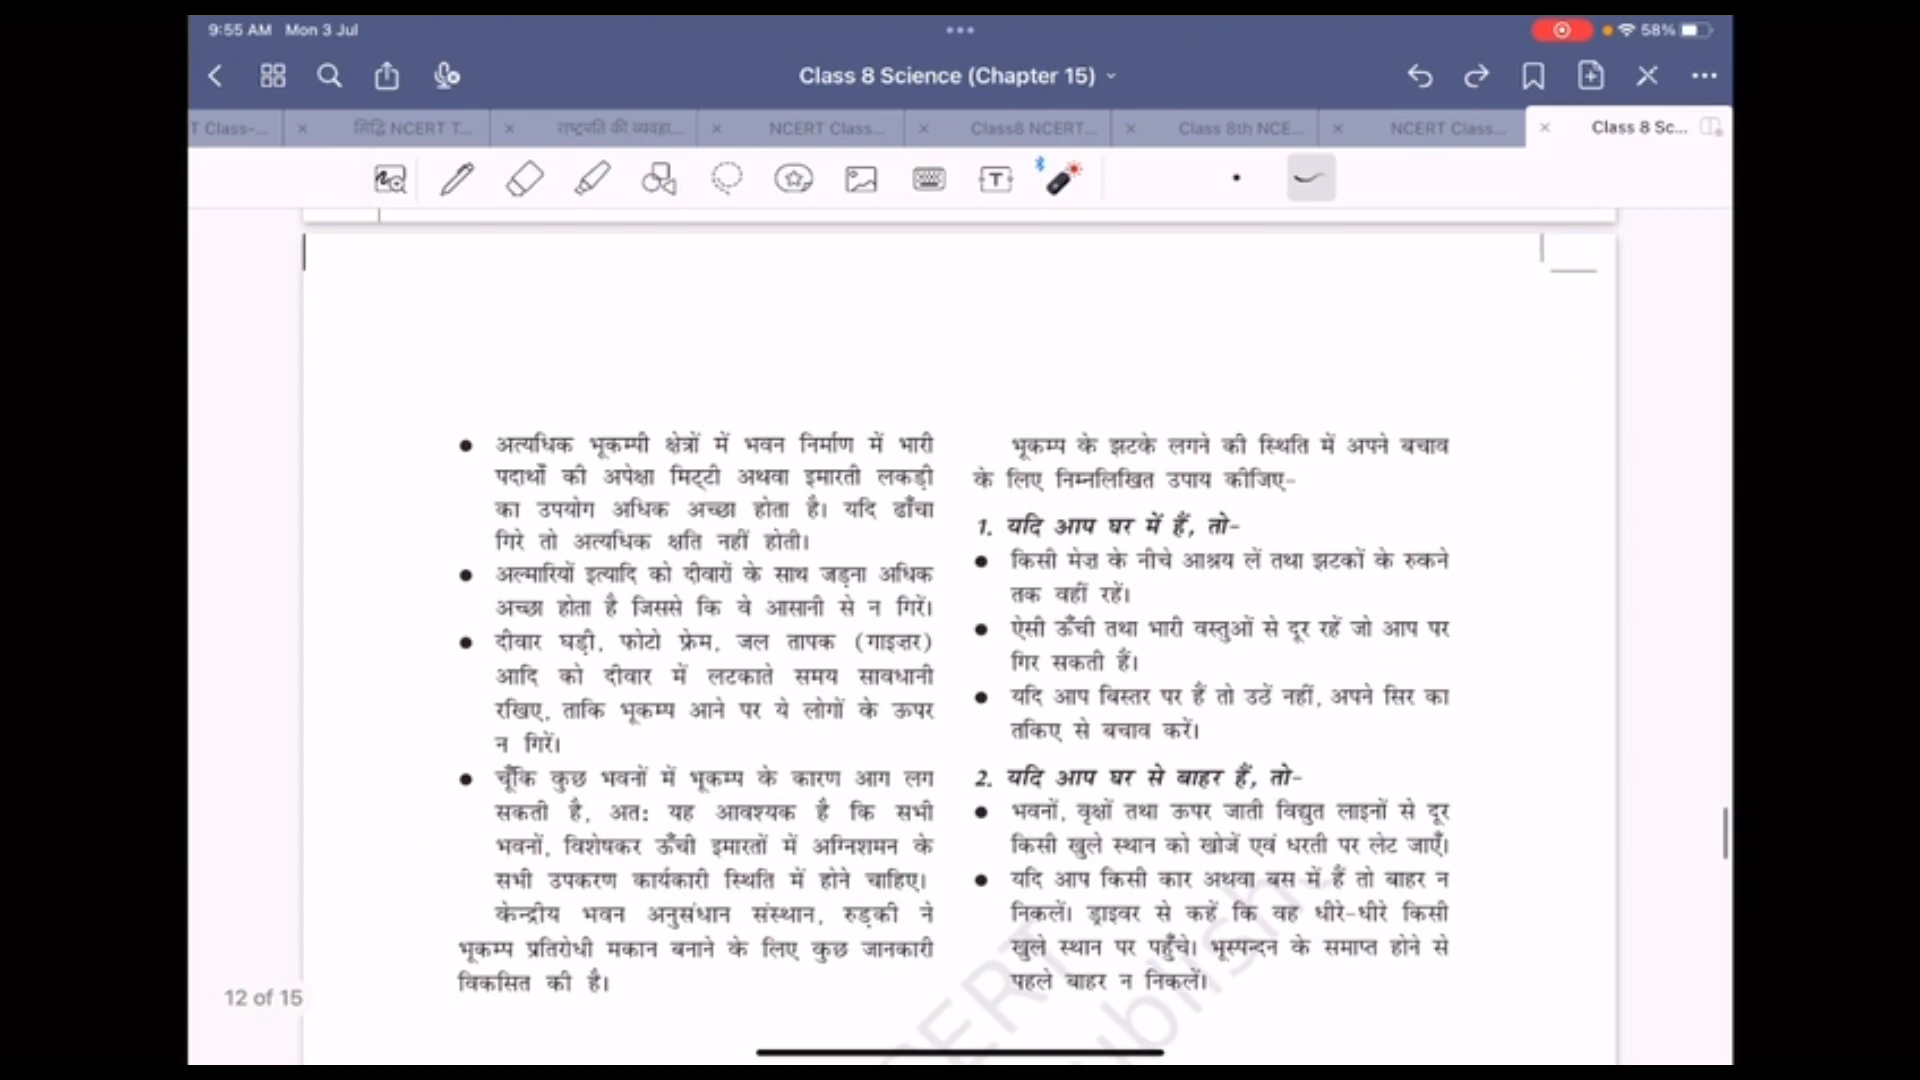 9:55 AM Mon 3 Jul
58%
Class 8 Science (Chapter 15)
T Class-...
सिद्धि NCERT T...
राष्ट्रपति की व्यवहा...
NCERT Class...
Class8 NCERT...
Class 8th NCE...
NCERT Class...
Class 8 Sc...
● अत्यधिक भूकम्पी क्षेत्रों में भवन निर्माण में भारी
पदार्थों की अपेक्षा मिट्टी अथवा इमारती लकड़ी
का उपयोग अधिक अच्छा होता है। यदि ढाँचा
गिरे तो अत्यधिक क्षति नहीं होती।
● अल्मारियों इत्यादि को दीवारों के साथ जड़ना अधिक
अच्छा होता है जिससे कि वे आसानी से न गिरें।
● दीवार घड़ी, फोटो फ्रेम, जल तापक (गाइज़र)
आदि को दीवार में लटकाते समय सावधानी
रखिए, ताकि भूकम्प आने पर ये लोगों के ऊपर
न गिरें।
● चूँकि कुछ भवनों में भूकम्प के कारण आग लग
सकती है, अतः यह आवश्यक है कि सभी
भवनों, विशेषकर ऊँची इमारतों में अग्निशमन के
सभी उपकरण कार्यकारी स्थिति में होने चाहिए।
केन्द्रीय भवन अनुसंधान संस्थान, रुड़की ने
भूकम्प प्रतिरोधी मकान बनाने के लिए कुछ जानकारी
विकसित की है।
भूकम्प के झटके लगने की स्थिति में अपने बचाव
के लिए निम्नलिखित उपाय कीजिए-
1. यदि आप घर में हैं, तो-
● किसी मेज़ के नीचे आश्रय लें तथा झटकों के रुकने
तक वहीं रहें।
● ऐसी ऊँची तथा भारी वस्तुओं से दूर रहें जो आप पर
गिर सकती हैं।
● यदि आप बिस्तर पर हैं तो उठें नहीं, अपने सिर का
तकिए से बचाव करें।
2. यदि आप घर से बाहर हैं, तो-
● भवनों, वृक्षों तथा ऊपर जाती विद्युत लाइनों से दूर
किसी खुले स्थान को खोजें एवं धरती पर लेट जाएँ।
● यदि आप किसी कार अथवा बस में हैं तो बाहर न
निकलें। ड्राइवर से कहें कि वह धीरे-धीरे किसी
खुले स्थान पर पहुँचे। भूस्पन्दन के समाप्त होने से
पहले बाहर न निकलें।
12 of 15